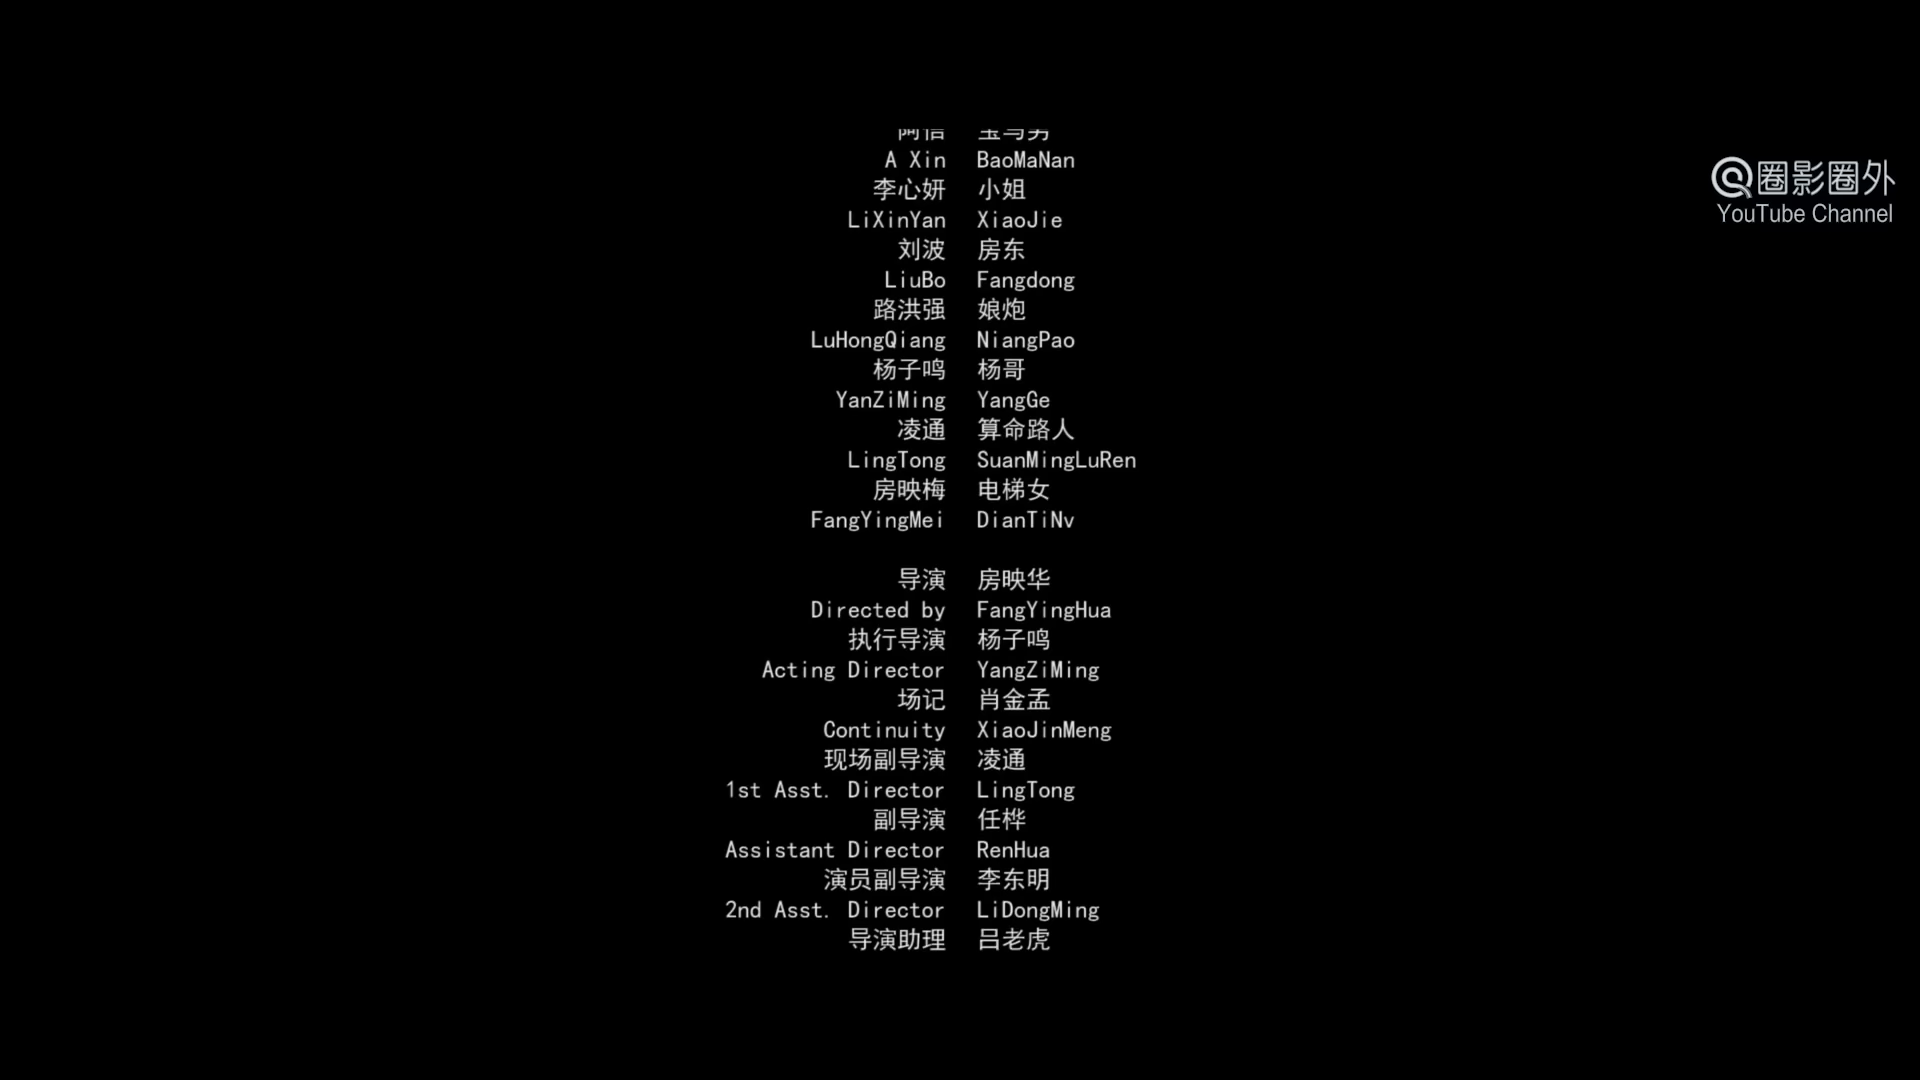 阿信 宝马男
A Xin BaoMaNan
李心妍 小姐
LiXinYan XiaoJie
刘波 房东
LiuBo Fangdong
路洪强 娘炮
LuHongQiang NiangPao
杨子鸣 杨哥
YanZiMing YangGe
凌通 算命路人
LingTong SuanMingLuRen
房映梅 电梯女
FangYingMei DianTiNv
导演 房映华
Directed by FangYingHua
执行导演 杨子鸣
Acting Director YangZiMing
场记 肖金孟
Continuity XiaoJinMeng
现场副导演 凌通
1st Asst. Director LingTong
副导演 任桦
Assistant Director RenHua
演员副导演 李东明
2nd Asst. Director LiDongMing
导演助理 吕老虎
圈影圈外
YouTube Channel